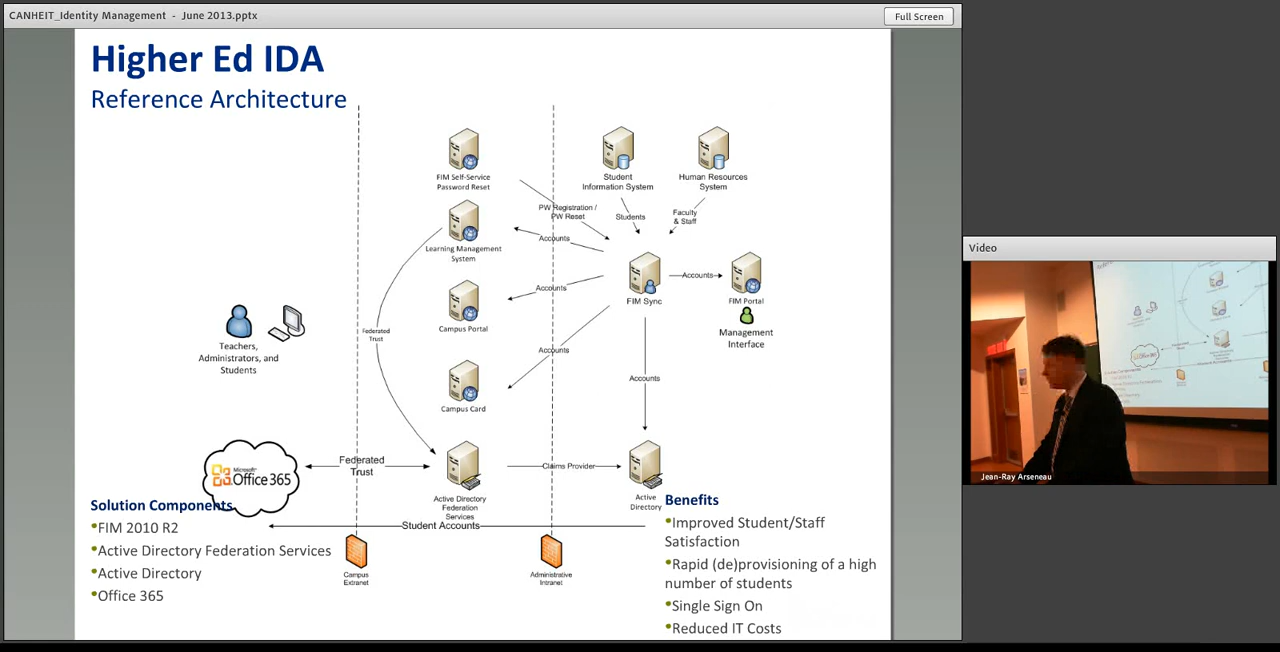 CANHEIT_Identity Management - June 2013.pptx
Full Screen
Higher Ed IDA
Reference Architecture
FIM Self-Service
Password Reset
Student
Information System
Human Resources
System
PW Registration /
PW Reset
Students
Faculty
& Staff
Learning Management
System
Accounts
FIM Sync
Accounts
FIM Portal
Management
Interface
Accounts
Campus Portal
Federated
Trust
Teachers,
Administrators, and
Students
Accounts
Accounts
Campus Card
Microsoft
Office 365
Federated
Trust
Active Directory
Federation
Services
Claims Provider
Active
Directory
Student Accounts
Campus
Extranet
Administrative
Intranet
Solution Components
•FIM 2010 R2
•Active Directory Federation Services
•Active Directory
•Office 365
Benefits
•Improved Student/Staff
Satisfaction
•Rapid (de)provisioning of a high
number of students
•Single Sign On
•Reduced IT Costs
Video
Jean-Ray Arseneau